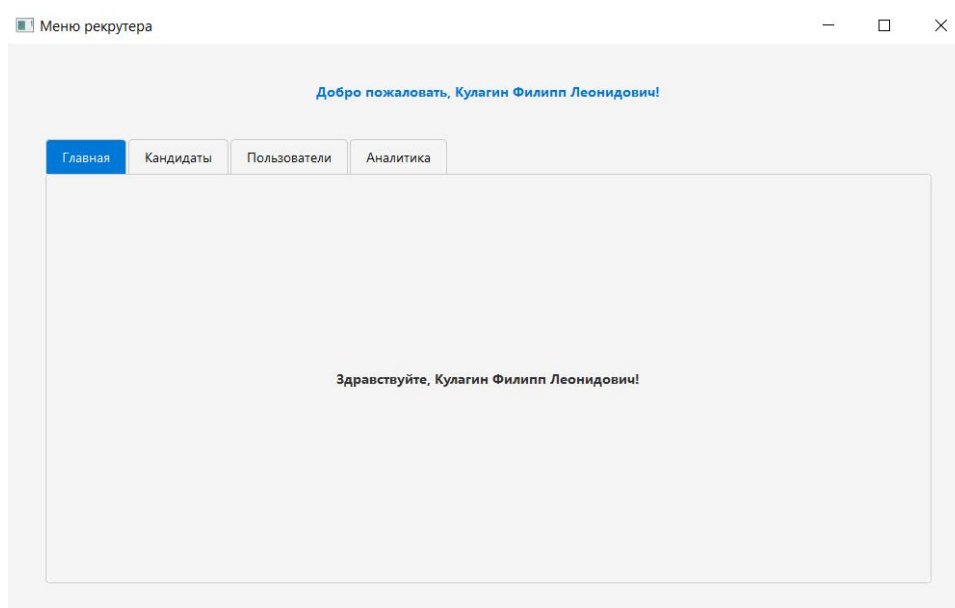 Меню рекрутера
Добро пожаловать, Кулагин Филипп Леонидович!
Главная Кандидаты Пользователи Аналитика
Здравствуйте, Кулагин Филипп Леонидович!